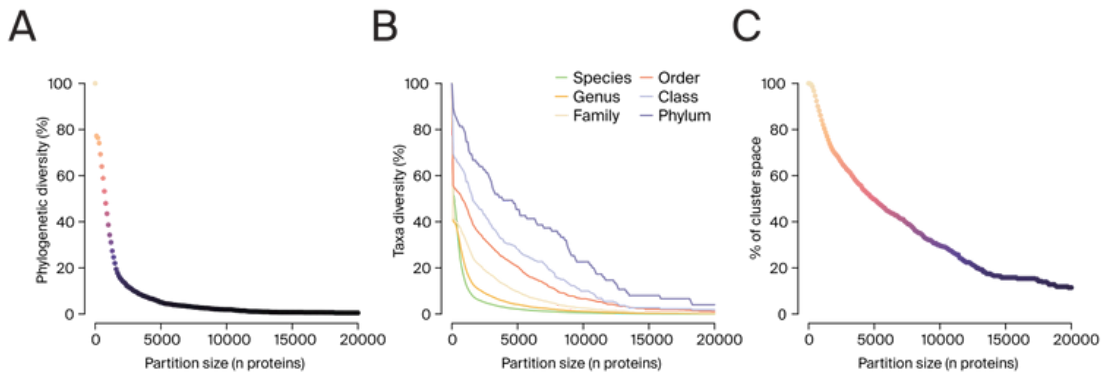 A
B
C
Phylogenetic diversity (%)
100
80
60
40
20
0
0 5000 10000 15000 20000
Partition size (n proteins)
Taxa diversity (%)
100
80
60
40
20
0
Species Order
Genus Class
Family Phylum
0 5000 10000 15000 20000
Partition size (n proteins)
% of cluster space
100
80
60
40
20
0
0 5000 10000 15000 20000
Partition size (n proteins)